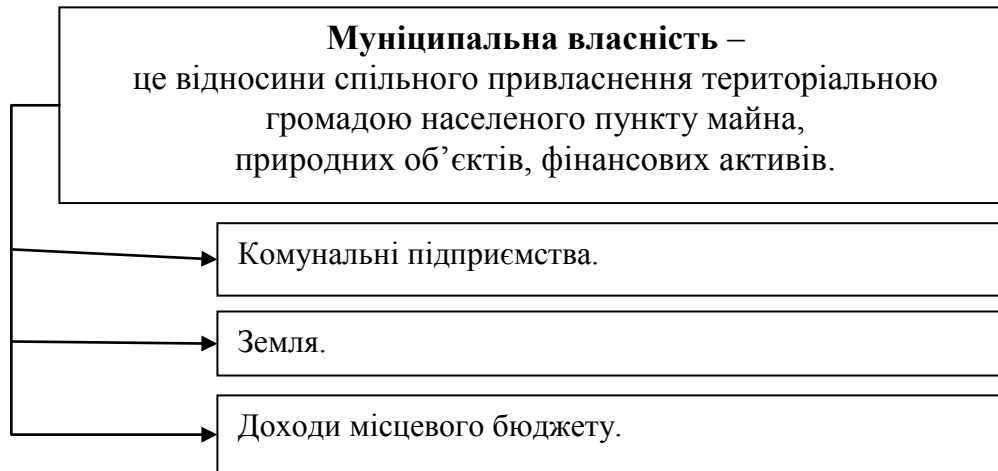 Муніципальна власність –
це відносини спільного привласнення територіальною
громадою населеного пункту майна,
природних об’єктів, фінансових активів.
Комунальні підприємства.
Земля.
Доходи місцевого бюджету.